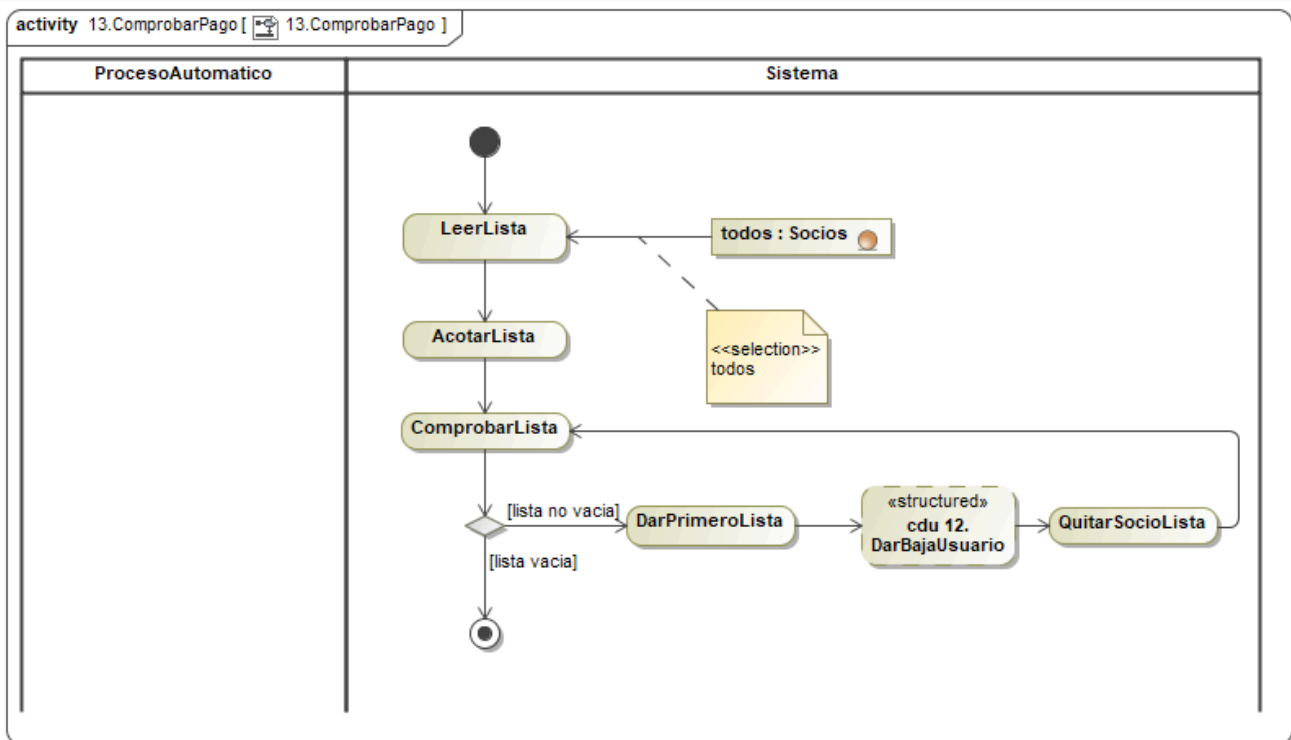 activity 13.ComprobarPago [ 13.ComprobarPago ]
ProcesoAutomatico
Sistema
LeerLista
todos : Socios
AcotarLista
<<selection>>
todos
ComprobarLista
[lista no vacia]
DarPrimeroLista
«structured»
cdu 12.
DarBajaUsuario
QuitarSocioLista
[lista vacia]